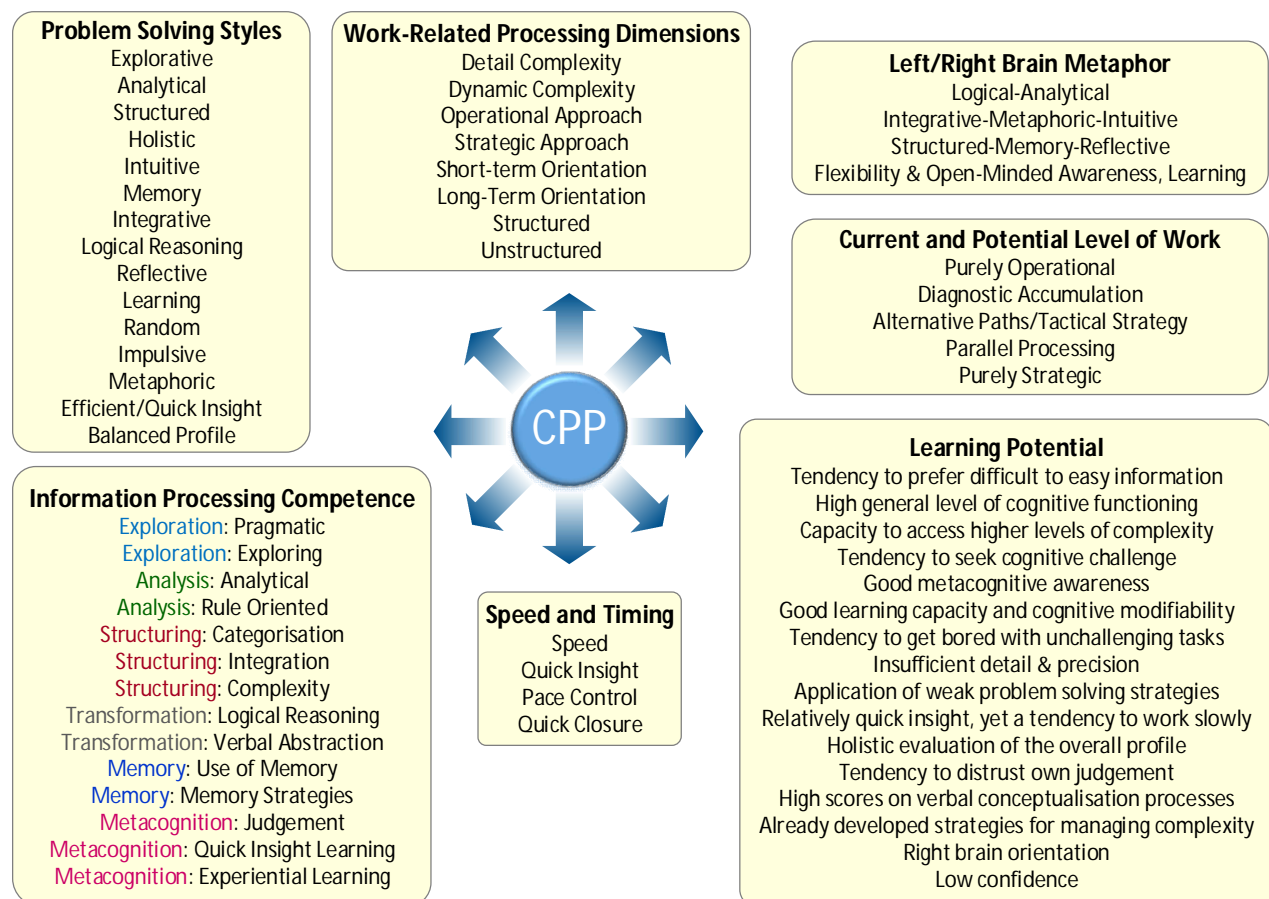 Problem Solving Styles
Explorative
Analytical
Structured
Holistic
Intuitive
Memory
Integrative
Logical Reasoning
Reflective
Learning
Random
Impulsive
Metaphoric
Efficient/Quick Insight
Balanced Profile
Work-Related Processing Dimensions
Detail Complexity
Dynamic Complexity
Operational Approach
Strategic Approach
Short-term Orientation
Long-Term Orientation
Structured
Unstructured
Left/Right Brain Metaphor
Logical-Analytical
Integrative-Metaphoric-Intuitive
Structured-Memory-Reflective
Flexibility & Open-Minded Awareness, Learning
Current and Potential Level of Work
Purely Operational
Diagnostic Accumulation
Alternative Paths/Tactical Strategy
Parallel Processing
Purely Strategic
CPP
Information Processing Competence
Exploration: Pragmatic
Exploration: Exploring
Analysis: Analytical
Analysis: Rule Oriented
Structuring: Categorisation
Structuring: Integration
Structuring: Complexity
Transformation: Logical Reasoning
Transformation: Verbal Abstraction
Memory: Use of Memory
Memory: Memory Strategies
Metacognition: Judgement
Metacognition: Quick Insight Learning
Metacognition: Experiential Learning
Speed and Timing
Speed
Quick Insight
Pace Control
Quick Closure
Learning Potential
Tendency to prefer difficult to easy information
High general level of cognitive functioning
Capacity to access higher levels of complexity
Tendency to seek cognitive challenge
Good metacognitive awareness
Good learning capacity and cognitive modifiability
Tendency to get bored with unchallenging tasks
Insufficient detail & precision
Application of weak problem solving strategies
Relatively quick insight, yet a tendency to work slowly
Holistic evaluation of the overall profile
Tendency to distrust own judgement
High scores on verbal conceptualisation processes
Already developed strategies for managing complexity
Right brain orientation
Low confidence